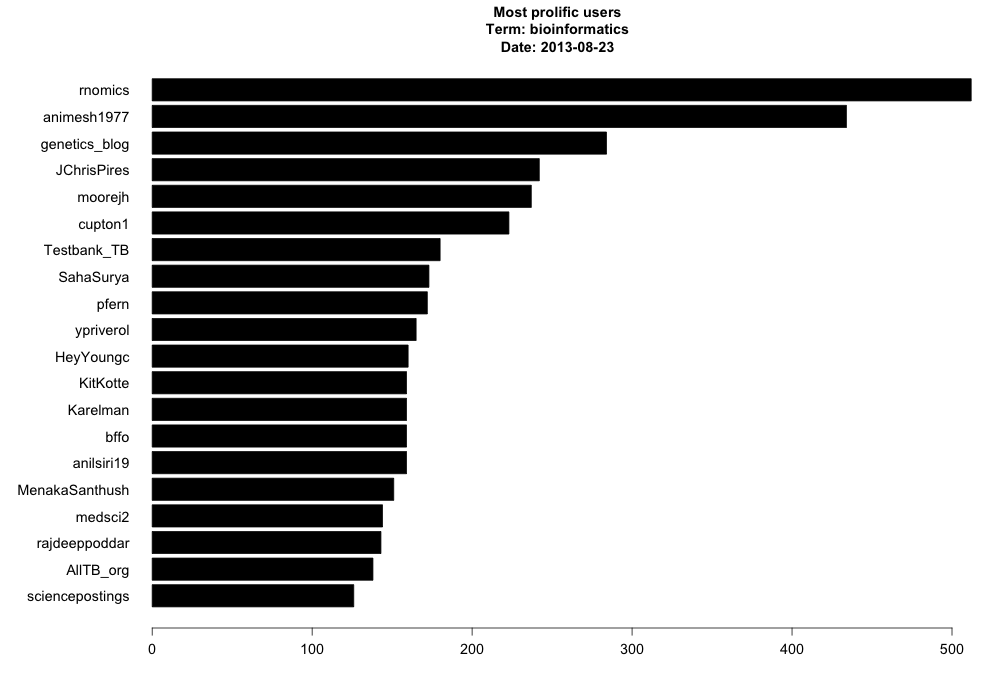 Most prolific users
Term: bioinformatics
Date: 2013-08-23
rnomics
animesh1977
genetics_blog
JChrisPires
moorejh
cupton1
Testbank_TB
SahaSurya
pfern
ypriverol
HeyYoungc
KitKotte
Karelman
bffo
anilsiri19
MenakaSanthush
medsci2
rajdeeppoddar
AllTB_org
sciencepostings
0 100 200 300 400 500